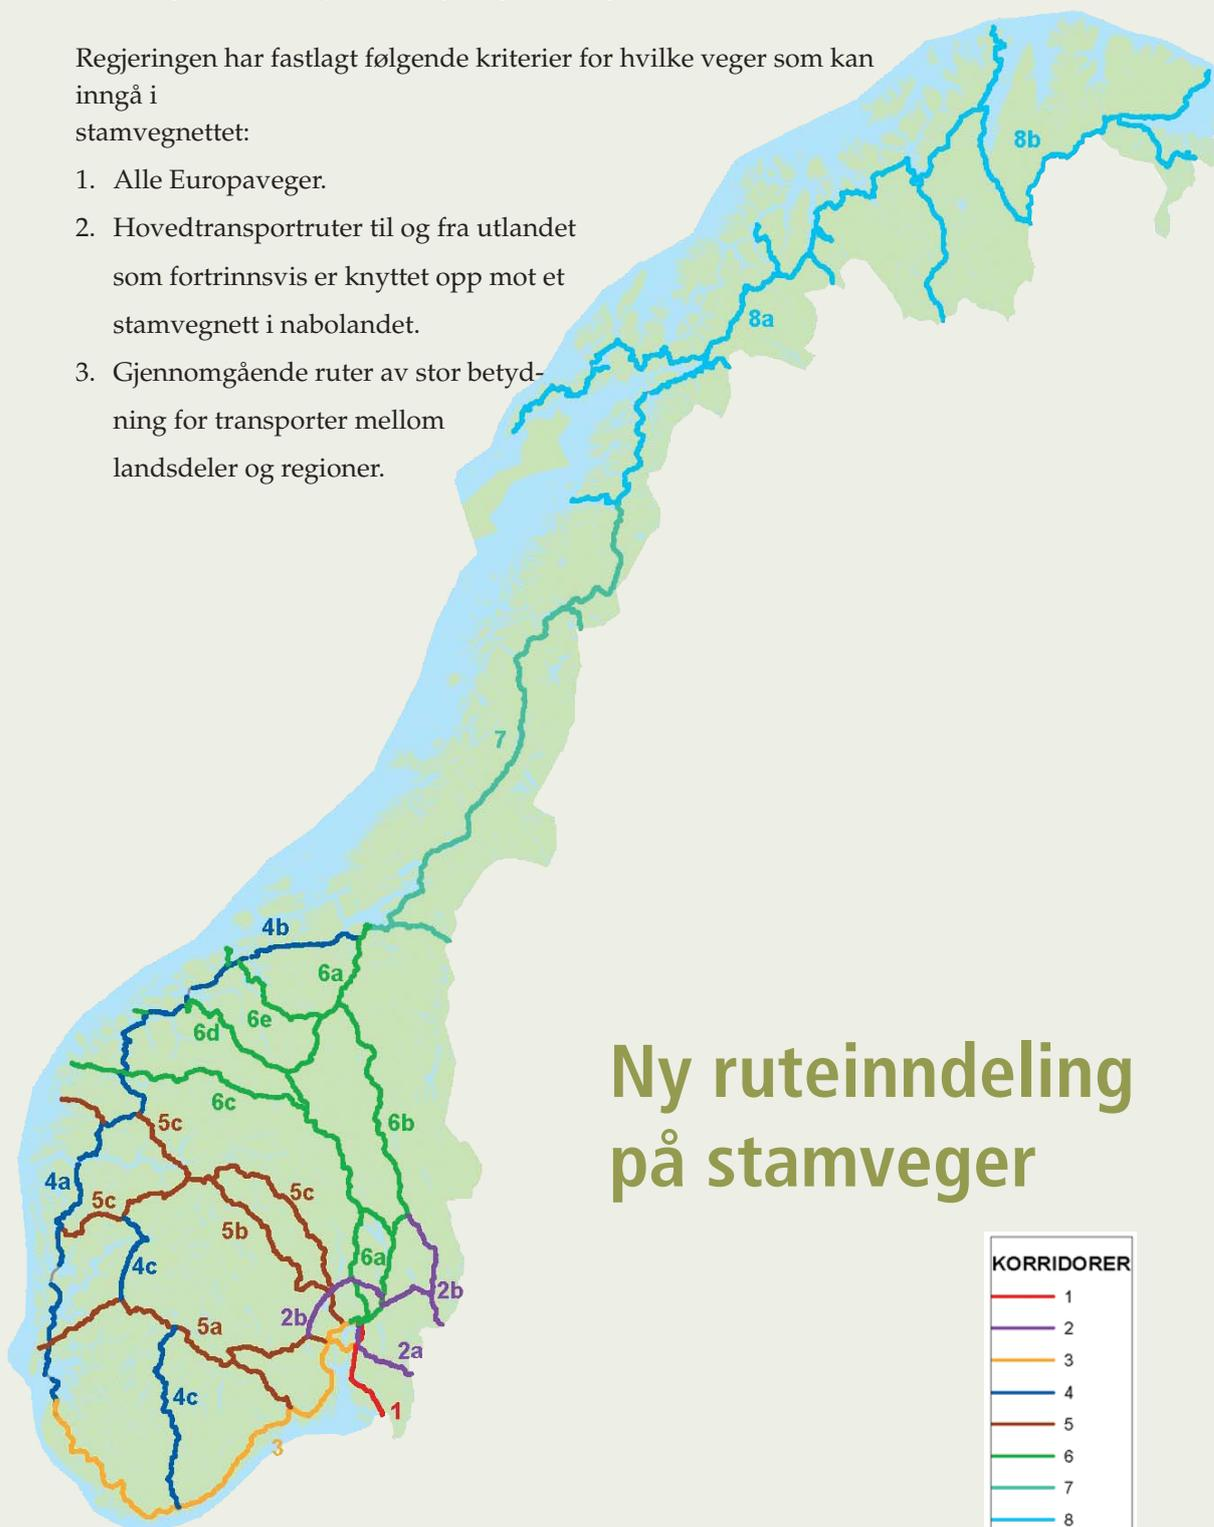 Regjeringen har fastlagt følgende kriterier for hvilke veger som kan
inngå i
stamvegnettet:
1. Alle Europaveger.
2. Hovedtransportruter til og fra utlandet
som fortrinnsvis er knyttet opp mot et
stamvegnett i nabolandet.
3. Gjennomgående ruter av stor betyd-
ning for transporter mellom
landsdeler og regioner.
8b
8a
7
4b
6a
6e
6d
6c
5c
6b
4a
5c
5c
5b
4c
6a
2b
2b
5a
2a
4c
1
3
Ny ruteinndeling
på stamveger
KORRIDORER
1
2
3
4
5
6
7
8